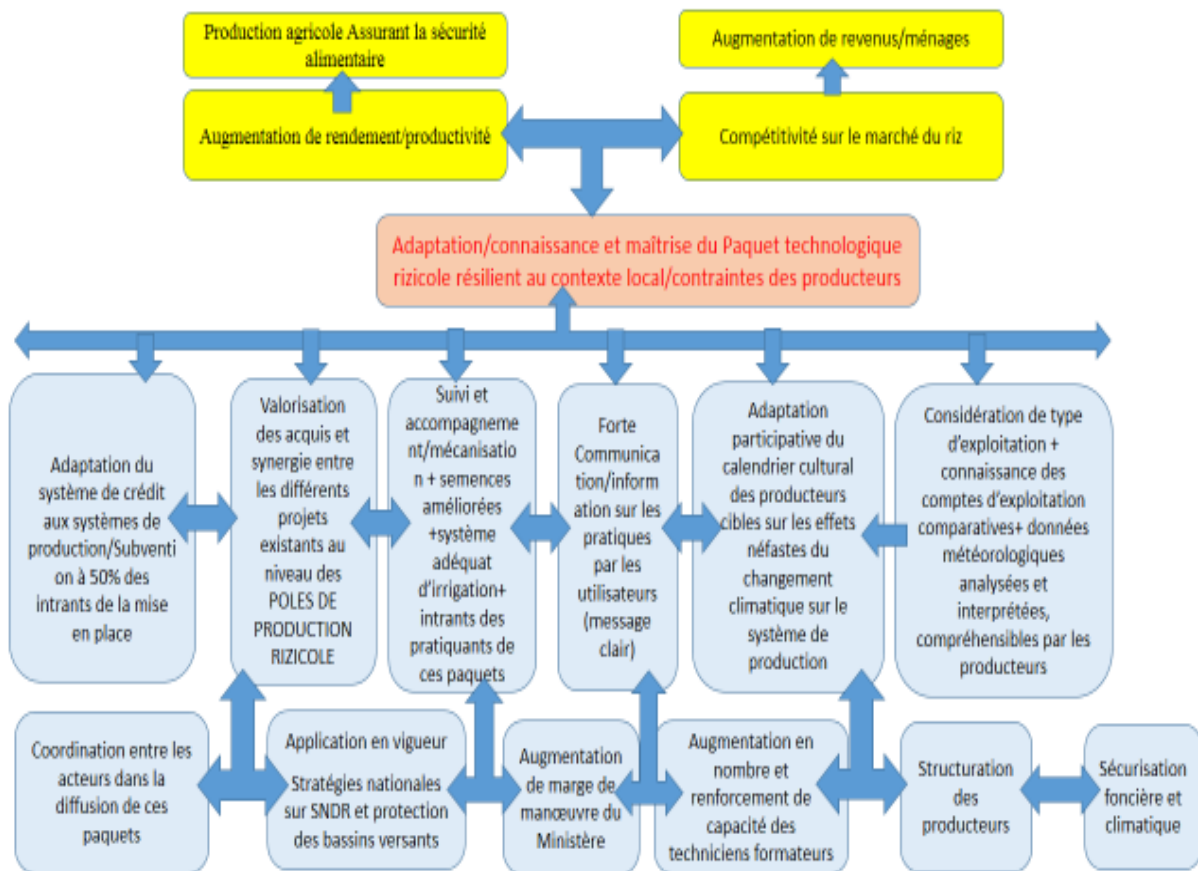 Production agricole Assurant la sécurité
alimentaire
Augmentation de revenus/ménages
Augmentation de rendement/productivité
Compétitivité sur le marché du riz
Adaptation/connaissance et maîtrise du Paquet technologique
rizicole résilient au contexte local/contraintes des producteurs
Adaptation du
système de crédit
aux systèmes de
production/Subventi
on à 50% des
intrants de la mise
en place
Valorisation
des acquis et
synergie entre
les différents
projets
existants au
niveau des
POLES DE
PRODUCTION
RIZICOLE
Suivi et
accompagneme
nt/mécanisatio
n + semences
améliorées
+système
adéquat
d'irrigation+
intrants des
pratiquants de
ces paquets
Forte
Communica
tion/inform
ation sur les
pratiques
par les
utilisateurs
(message
clair)
Adaptation
participative du
calendrier cultural
des producteurs
cibles sur les effets
néfastes du
changement
climatique sur le
système de
production
Considération de type
d'exploitation +
connaissance des
comptes d'exploitation
comparatives+ données
météorologiques
analysées et
interprétées,
compréhensibles par les
producteurs
Coordination entre les
acteurs dans la
diffusion de ces
paquets
Application en vigueur
Stratégies nationales
sur SNDR et protection
des bassins versants
Augmentation
de marge de
manœuvre du
Ministère
Augmentation en
nombre et
renforcement de
capacité des
techniciens formateurs
Structuration
des
producteurs
Sécurisation
foncière et
climatique